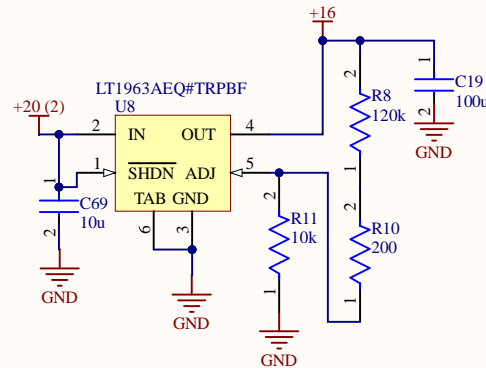 +16
LT1963AEQ#TRPBF
U8
+20 (2)
2 IN OUT 4
1 SHDN ADJ 5
TAB GND
6 3
GND
1
C69
10u
2
GND
2
R11
10k
1
GND
2
R8
120k
1
2
R10
200
1
1
C19
100u
2
GND